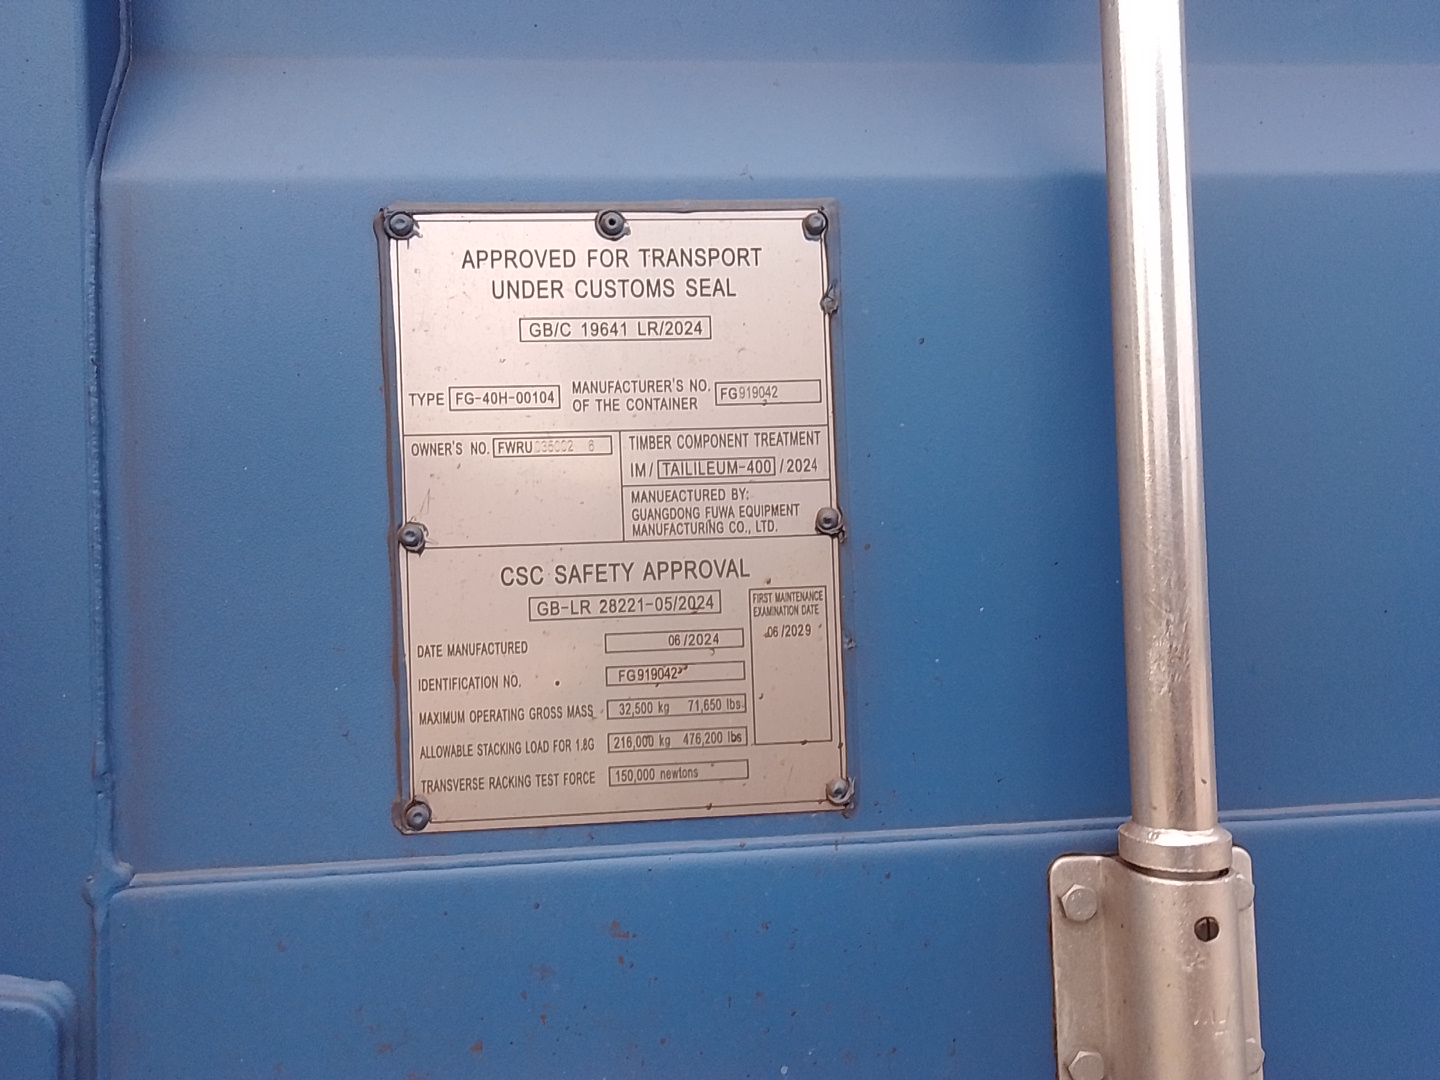 APPROVED FOR TRANSPORT
UNDER CUSTOMS SEAL
GB/C 19641 LR/2024
TYPE FG-40H-00104
MANUFACTURER'S NO.
OF THE CONTAINER
FG919042
OWNER'S NO. FWRU
TIMBER COMPONENT TREATMENT
IM / TAILILEUM-400 / 2024
MANUFACTURED BY:
GUANGDONG FUWA EQUIPMENT
MANUFACTURING CO., LTD.
CSC SAFETY APPROVAL
GB-LR 28221-05/2024
FIRST MAINTENANCE
EXAMINATION DATE
06 /2029
DATE MANUFACTURED 06 /2024
IDENTIFICATION NO. FG919042
MAXIMUM OPERATING GROSS MASS 32,500 kg 71,650 lbs.
ALLOWABLE STACKING LOAD FOR 1.8G 216,000 kg 476,200 lbs
TRANSVERSE RACKING TEST FORCE 150,000 newtons